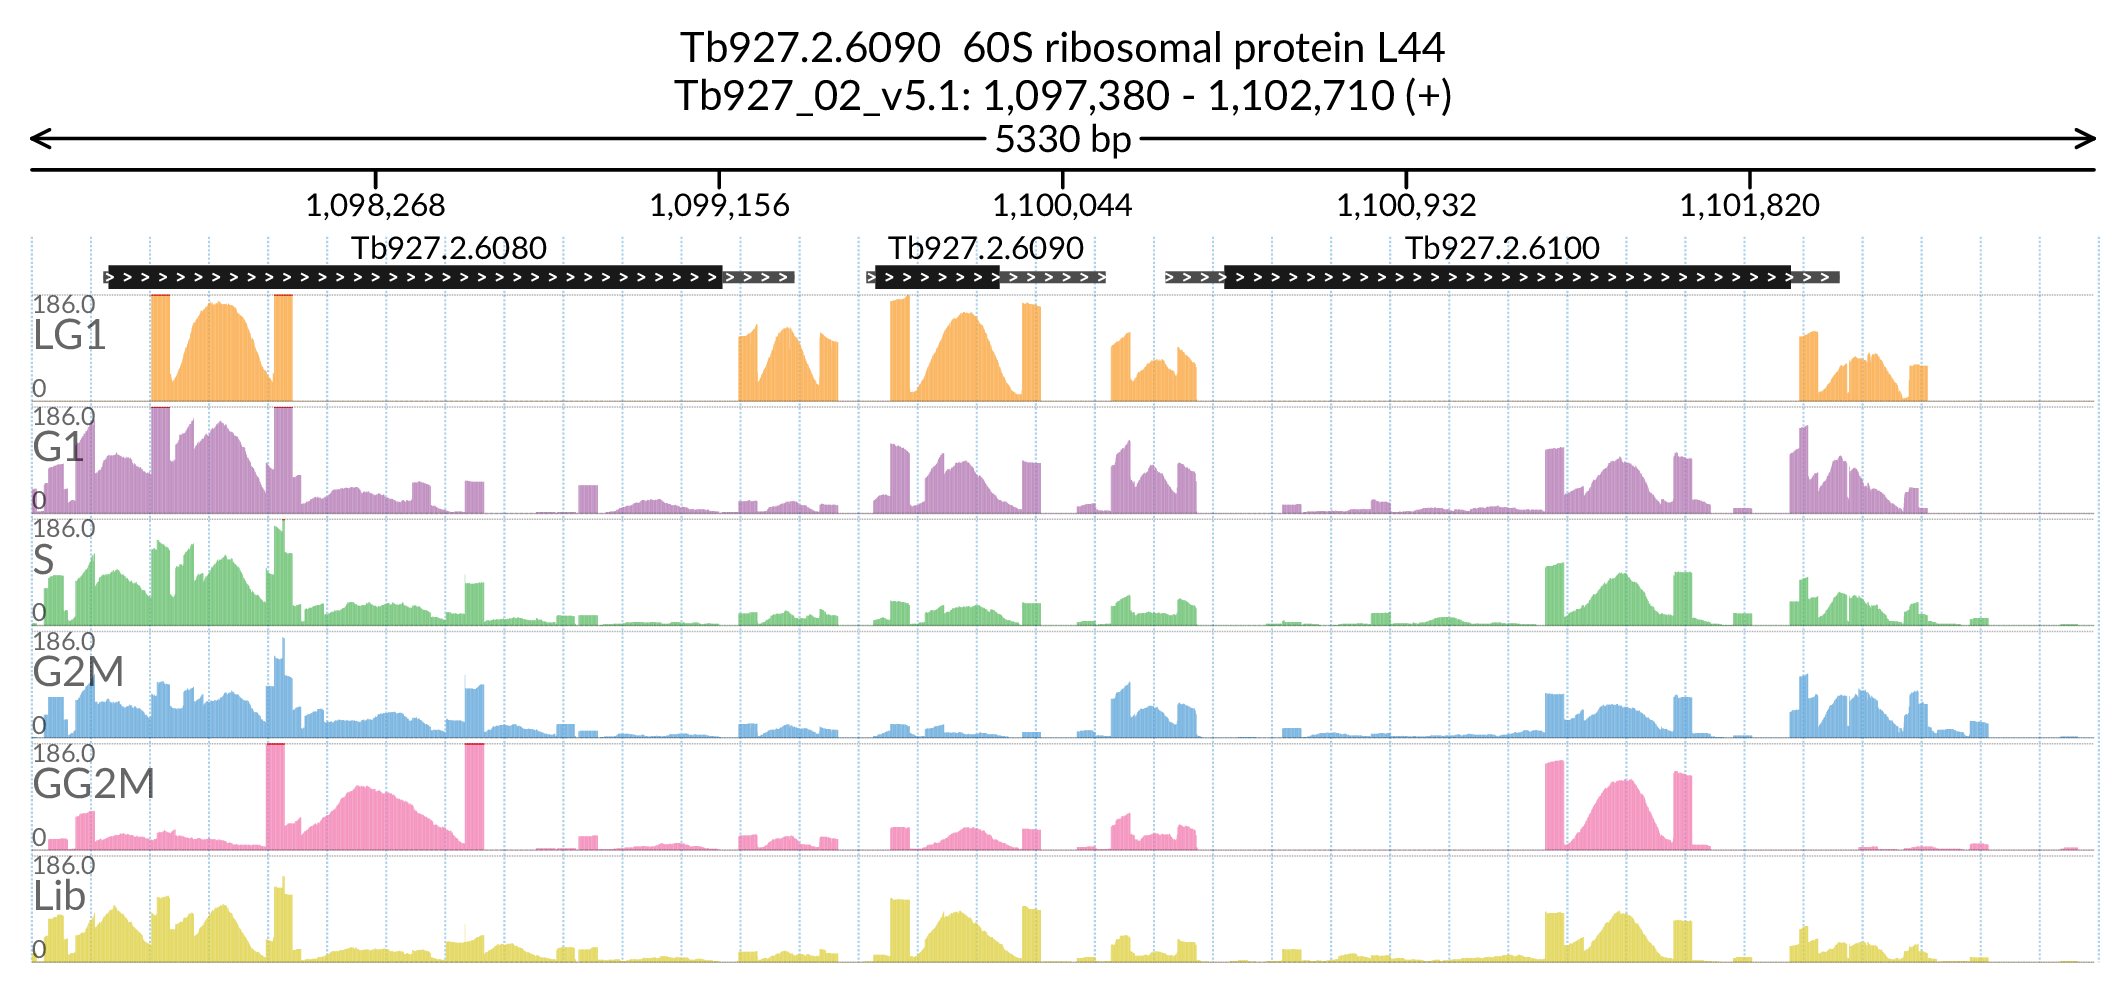 Tb927.2.6090  60S ribosomal protein L44
Tb927_02_v5.1: 1,097,380 - 1,102,710 (+)
5330 bp
1,098,268 1,099,156 1,100,044 1,100,932 1,101,820
Tb927.2.6080 Tb927.2.6090 Tb927.2.6100
186.0
LG1
0
186.0
G1
0
186.0
S
0
186.0
G2M
0
186.0
GG2M
0
186.0
Lib
0